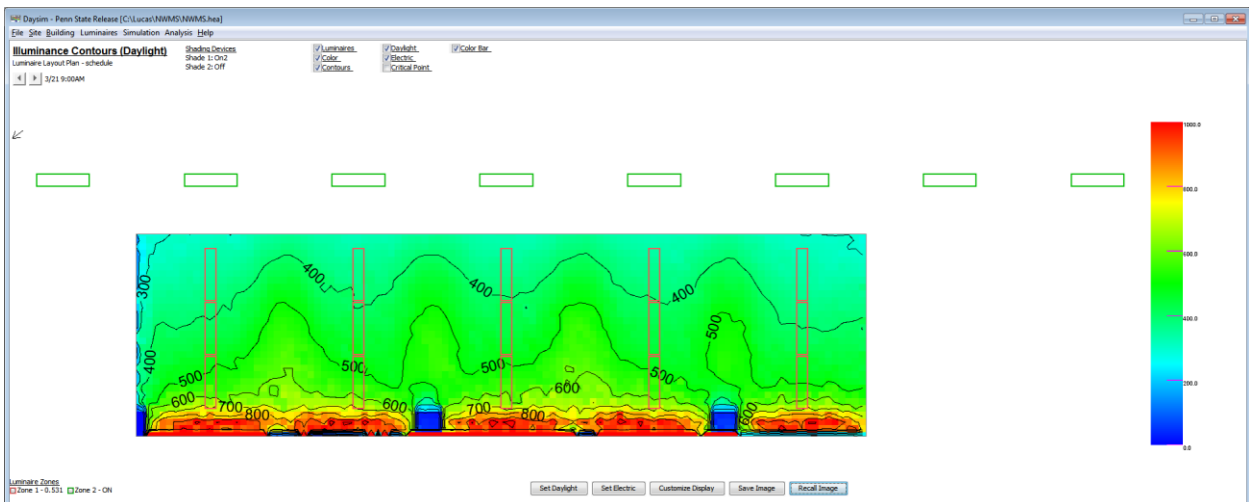 Daysim - Penn State Release [C:\Lucas\NWMS\NWMS.hea]
File Site Building Luminaires Simulation Analysis Help
Illuminance Contours (Daylight)
Luminaire Layout Plan - schedule
3/21 9:00AM
Shading Devices
Shade 1: On2
Shade 2: Off
Luminaires Daylight Color Bar
Color Electric
Contours Critical Point
1000.0
800.0
600.0
400.0
200.0
0.0
400
400
400
500
300
400
500
500
500
500
600
600
600
700
800
700
800
600
Luminaire Zones
Zone 1 - 0.531 Zone 2 - ON
Set Daylight Set Electric Customize Display Save Image Recall Image